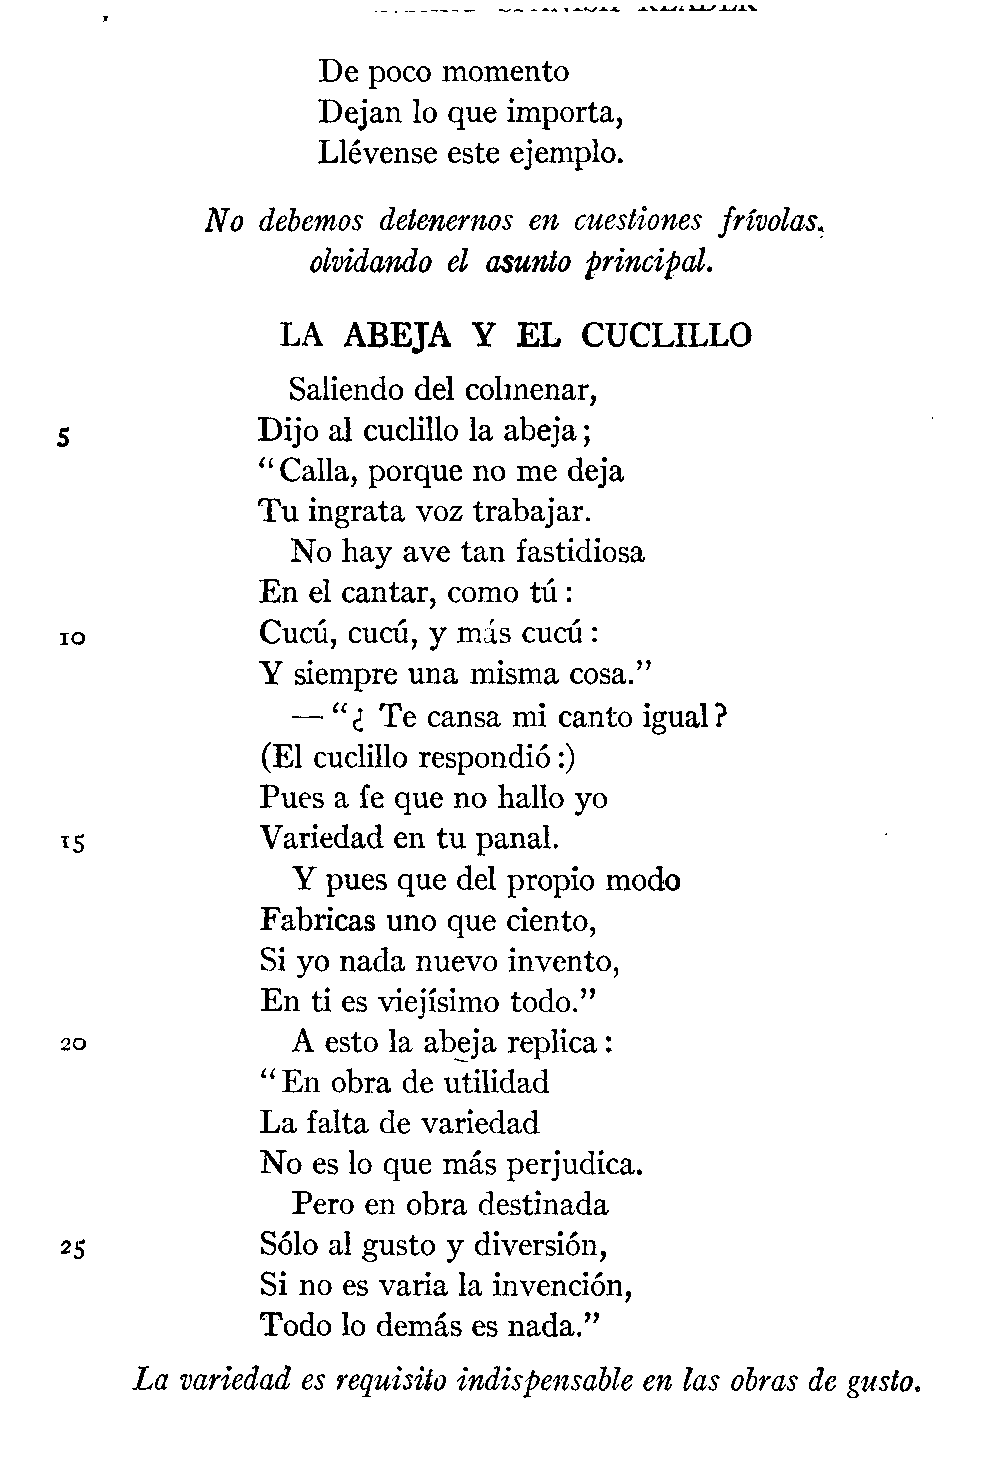 De poco momento
Dejan lo que importa,
Llévense este ejemplo.
No debemos detenernos en cuestiones frívolas,
olvidando el asunto principal.
LA ABEJA Y EL CUCLILLO
Saliendo del colmenar,
5 Dijo al cuclillo la abeja;
“Calla, porque no me deja
Tu ingrata voz trabajar.
No hay ave tan fastidiosa
En el cantar, como tú:
10 Cucú, cucú, y más cucú:
Y siempre una misma cosa.”
— “¿ Te cansa mi canto igual?
(El cuclillo respondió:)
Pues a fe que no hallo yo
15 Variedad en tu panal.
Y pues que del propio modo
Fabricas uno que ciento,
Si yo nada nuevo invento,
En ti es viejísimo todo.”
20 A esto la abeja replica:
“En obra de utilidad
La falta de variedad
No es lo que más perjudica.
Pero en obra destinada
25 Sólo al gusto y diversión,
Si no es varia la invención,
Todo lo demás es nada.”
La variedad es requisito indispensable en las obras de gusto.